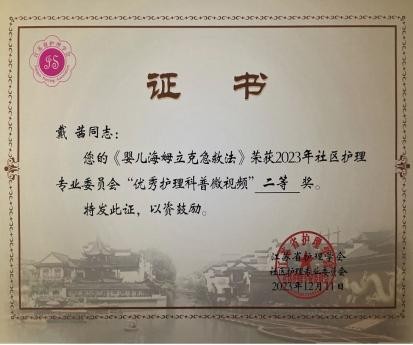 证书
戴茜同志：
您的《婴儿海姆立克急救法》荣获2023年社区护理
专业委员会“优秀护理科普微视频”二等奖。
特发此证，以资鼓励。
江苏省护理学会
社区护理专业委员会
2023年12月11日